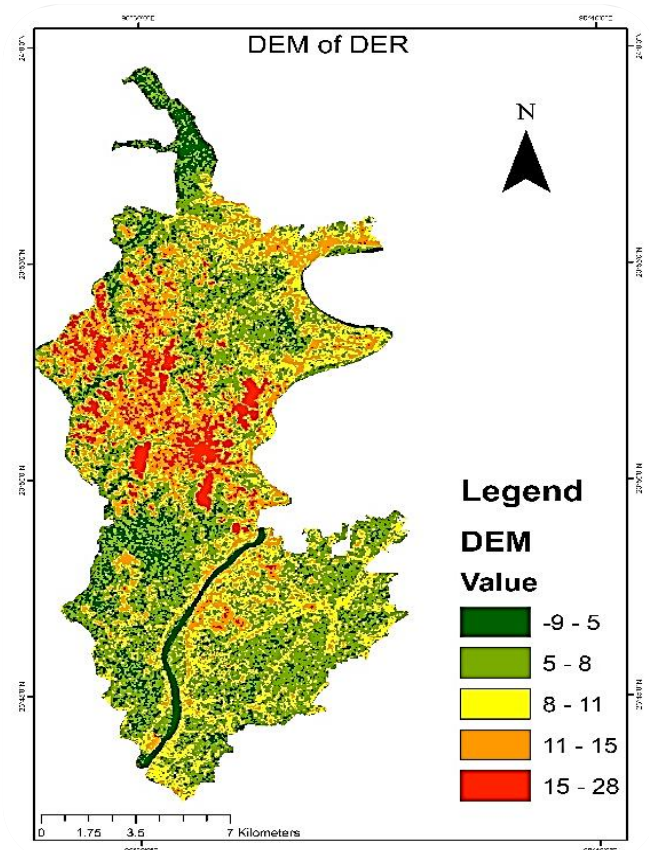 DEM of DER
N
Legend
DEM
Value
-9 - 5
5 - 8
8 - 11
11 - 15
15 - 28
0 1.75 3.5 7 Kilometers